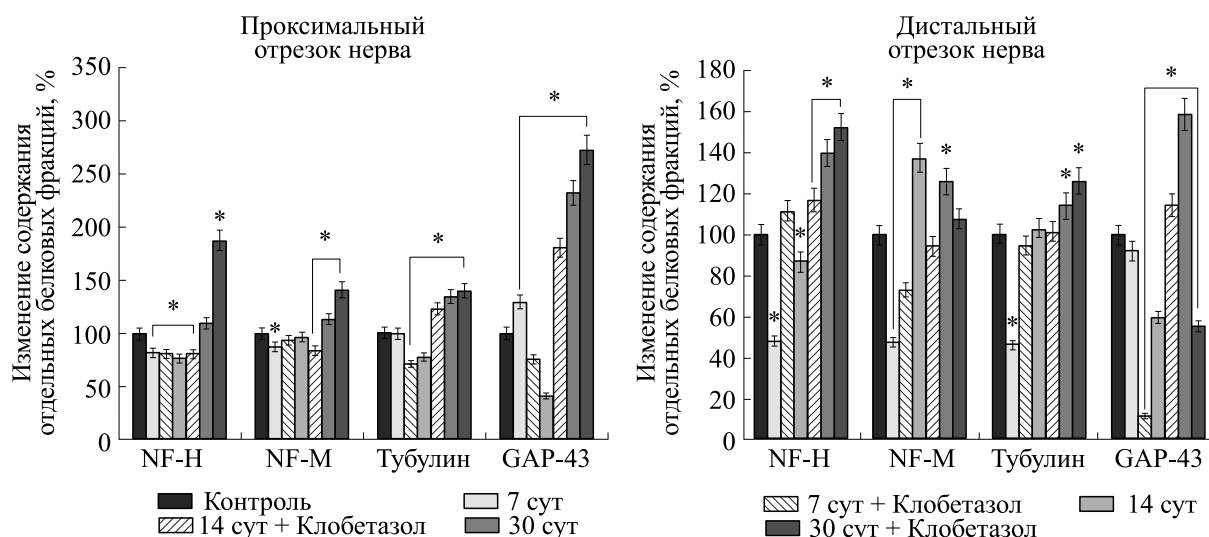 Проксимальный
отрезок нерва
Изменение содержания
отдельных белковых фракций, %
350
300
250
200
150
100
50
0
*
*
*
*
*
*
NF-H
NF-M
Тубулин
GAP-43
Дистальный
отрезок нерва
Изменение содержания
отдельных белковых фракций, %
180
160
140
120
100
80
60
40
20
0
*
*
*
*
*
*
*
*
*
NF-H
NF-M
Тубулин
GAP-43
Контроль
7 сут
7 сут + Клобетазол
14 сут
14 сут + Клобетазол
30 сут
30 сут + Клобетазол